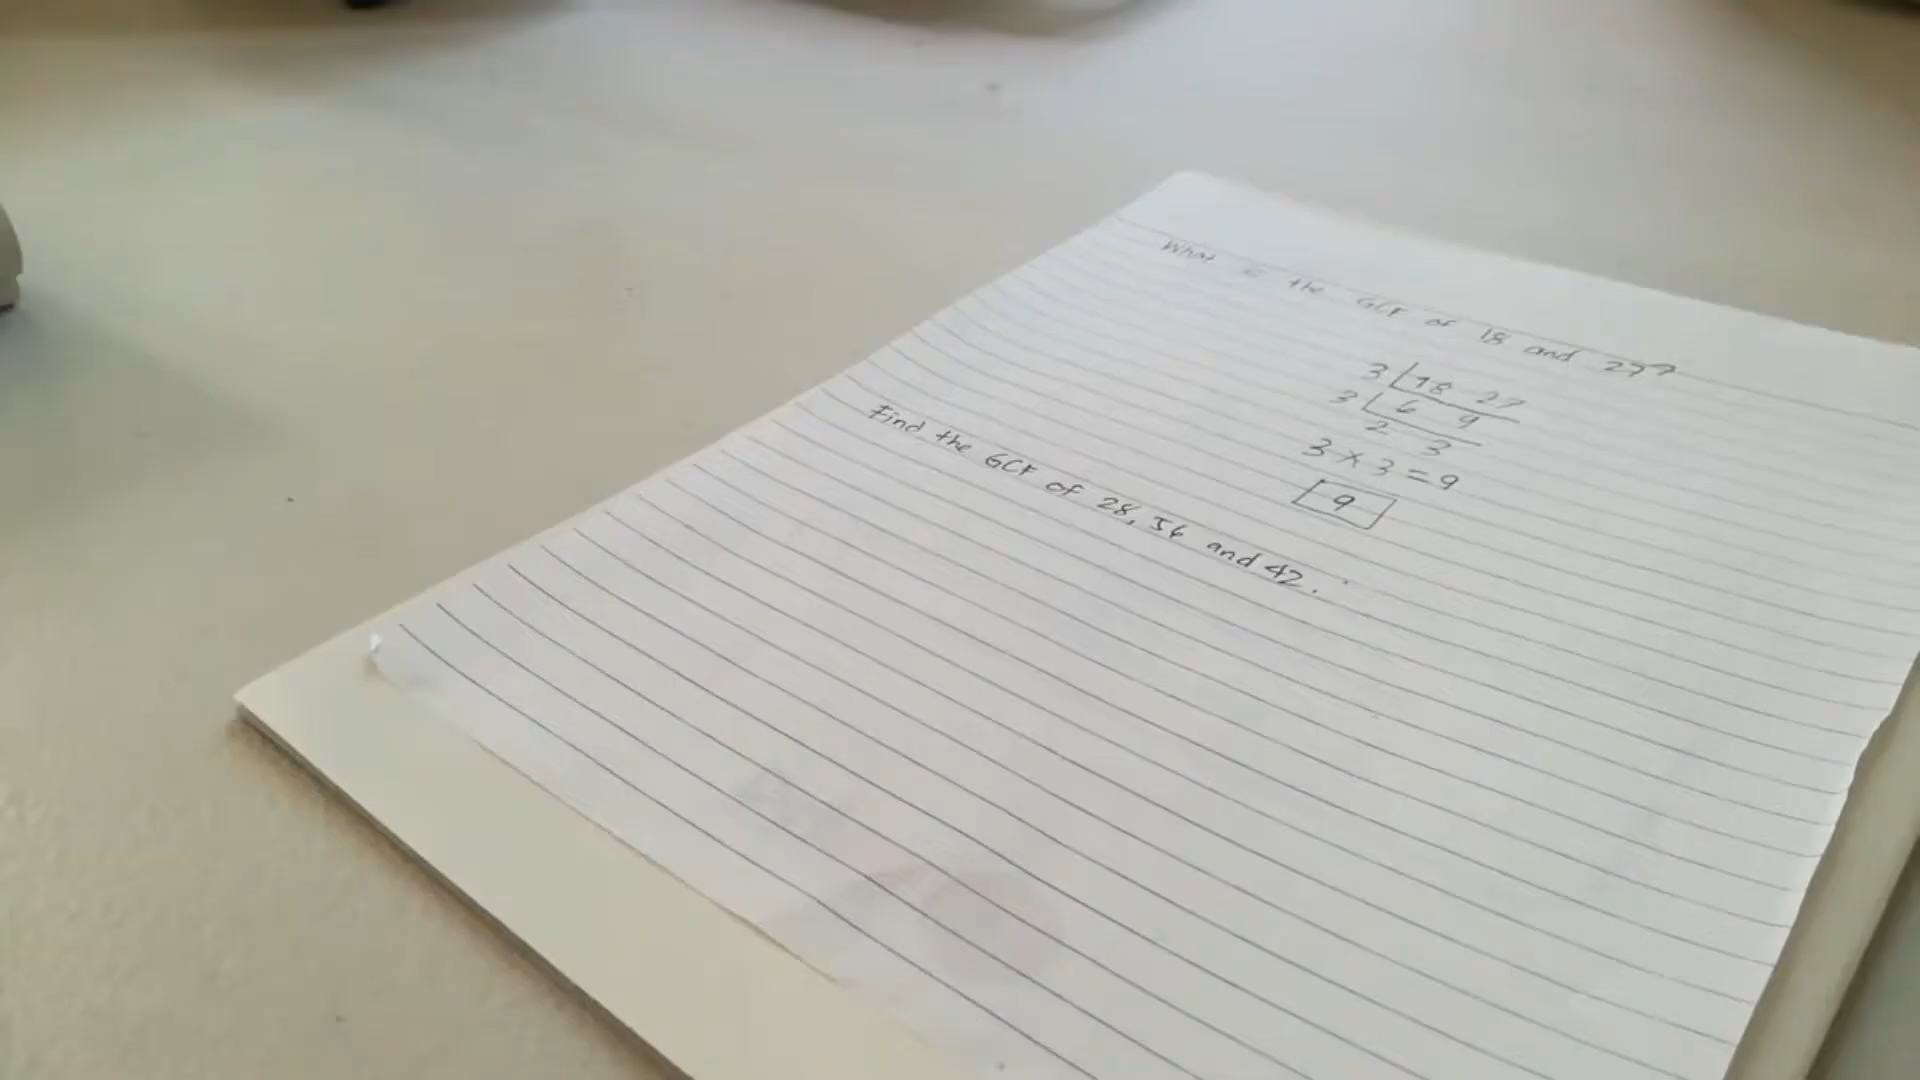 What is the GCF of 18 and 27?
3 18 27
3 6 9
2 3
3 x 3 = 9
9
Find the GCF of 28, 56 and 42.